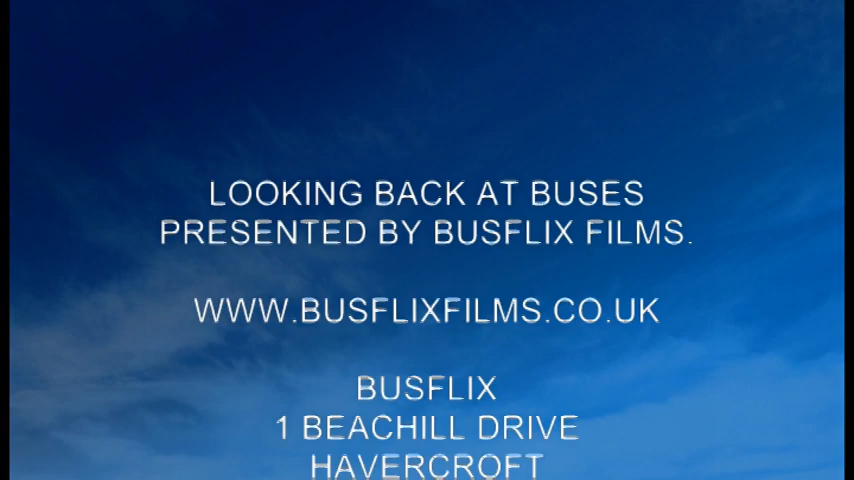 LOOKING BACK AT BUSES
PRESENTED BY BUSFLIX FILMS.
WWW.BUSFLIXFILMS.CO.UK
BUSFLIX
1 BEACHILL DRIVE
HAVERCROFT